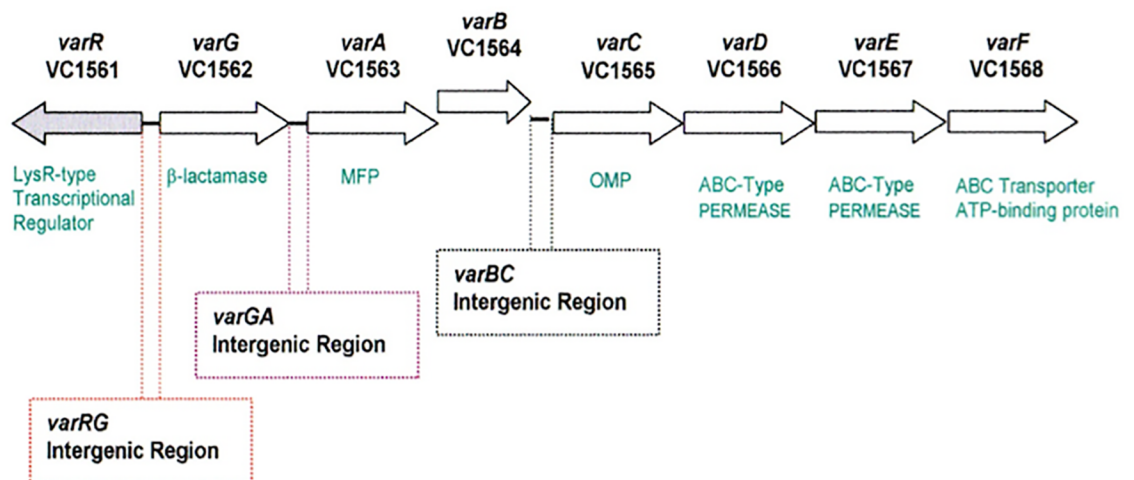 varR
VC1561
varG
VC1562
varA
VC1563
varB
VC1564
varC
VC1565
varD
VC1566
varE
VC1567
varF
VC1568
LysR-type
Transcriptional
Regulator
β-lactamase
MFP
OMP
ABC-Type
PERMEASE
ABC-Type
PERMEASE
ABC Transporter
ATP-binding protein
varBC
Intergenic Region
varGA
Intergenic Region
varRG
Intergenic Region